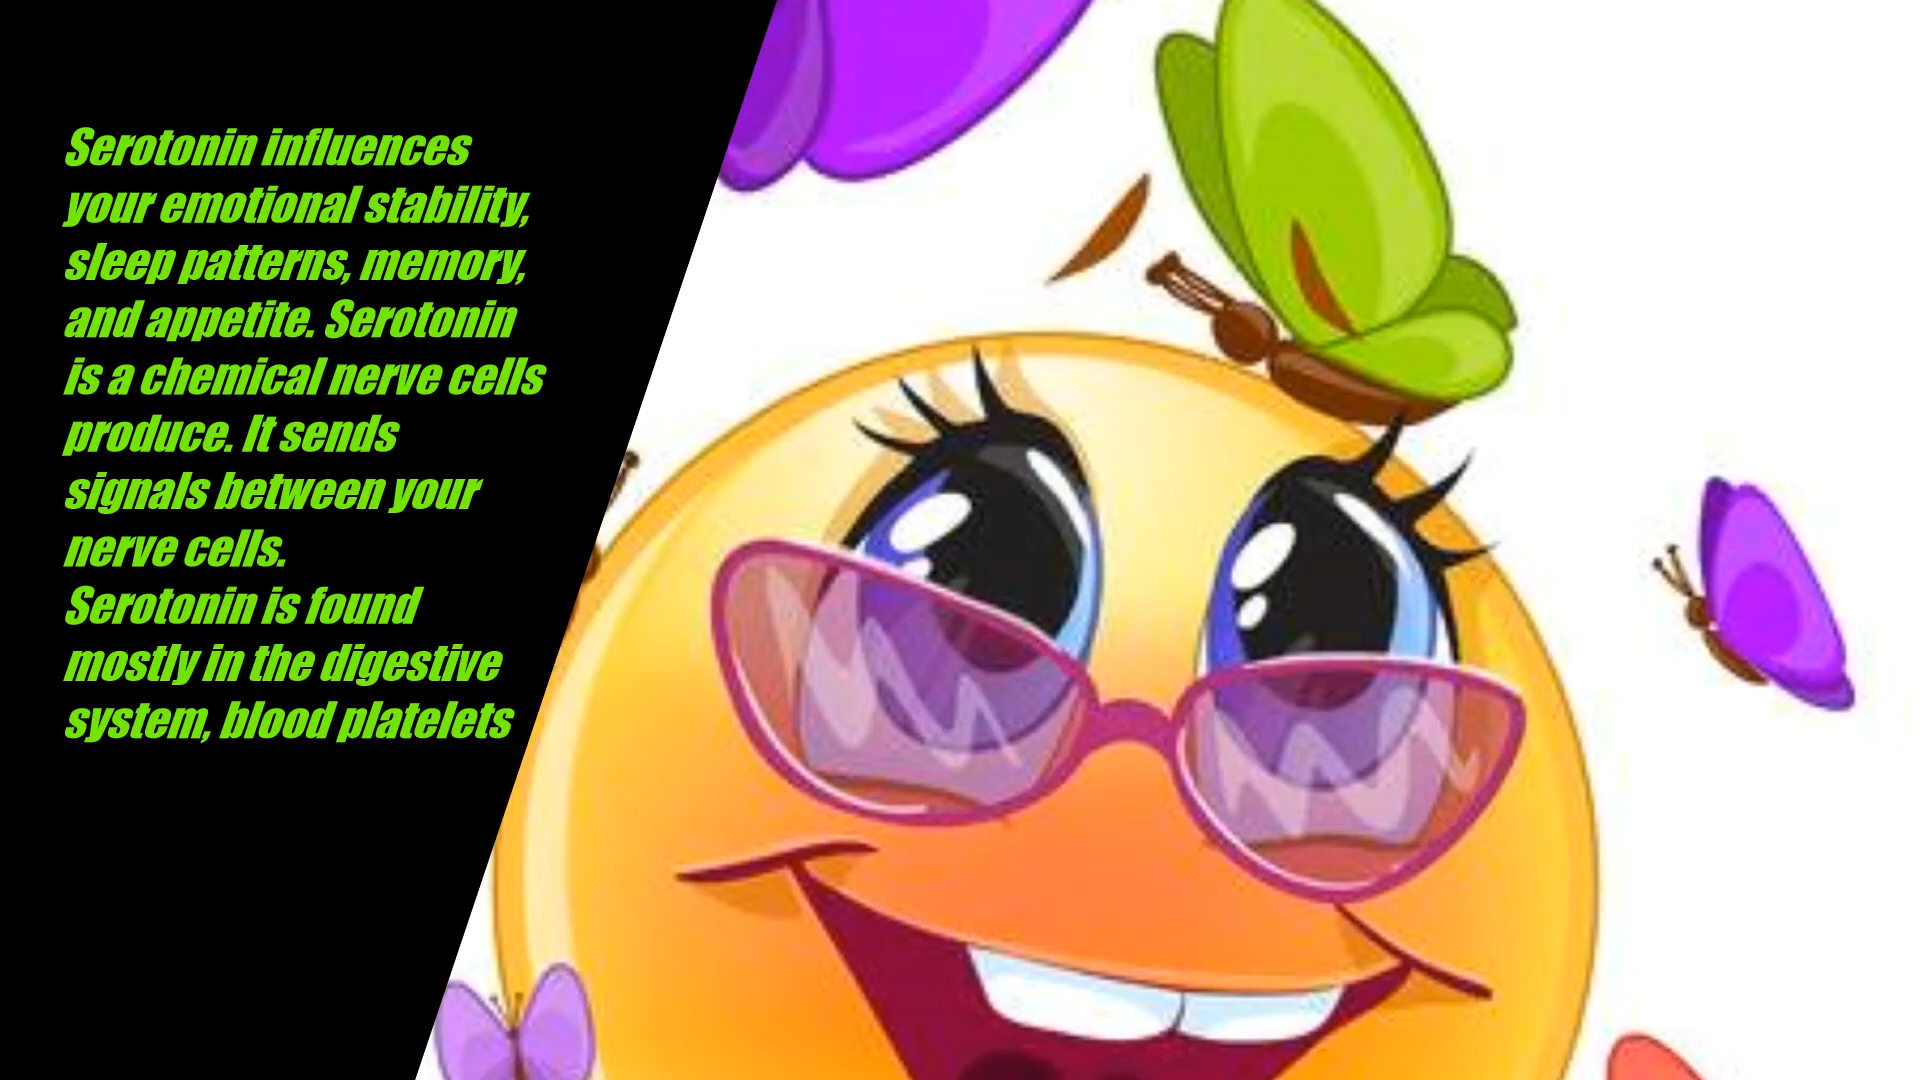 Serotonin influences
your emotional stability,
sleep patterns, memory,
and appetite. Serotonin
is a chemical nerve cells
produce. It sends
signals between your
nerve cells.
Serotonin is found
mostly in the digestive
system, blood platelets